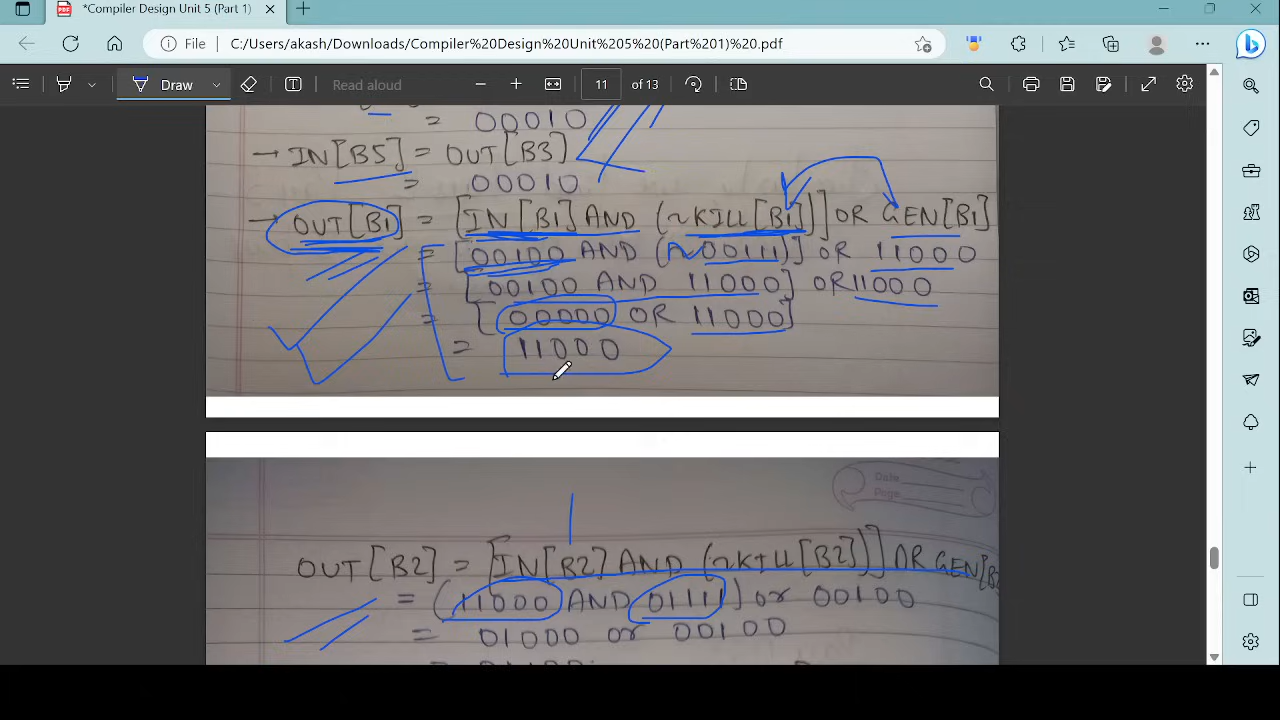 *Compiler Design Unit 5 (Part 1)
File C:/Users/akash/Downloads/Compiler%20Design%20Unit%205%20(Part%201)%20.pdf
Draw Read aloud 11 of 13
= 00010
→ IN[B5] = OUT[B3]
= 00010
→ OUT[B1] = [IN[B1] AND (~KILL[B1])] OR GEN[B1]
= [00100 AND (~00111)] OR 11000
= [00100 AND 11000] OR 11000
= [00000 OR 11000]
= 11000
Date
Page
OUT[B2] = [IN[B2] AND (~KILL[B2])] OR GEN[B2
= (11000 AND 01111) or 00100
= 01000 or 00100